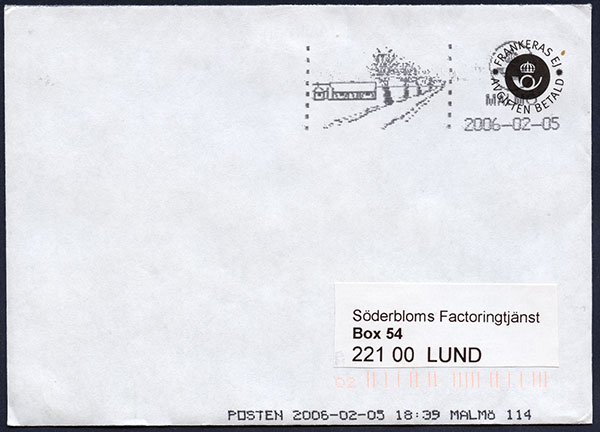 FRANKERAS EJ
AVGIFTEN BETALD
MALMÖ
2006-02-05
Söderbloms Factoringtjänst
Box 54
221 00 LUND
POSTEN 2006-02-05 18:39 MALMÖ 114